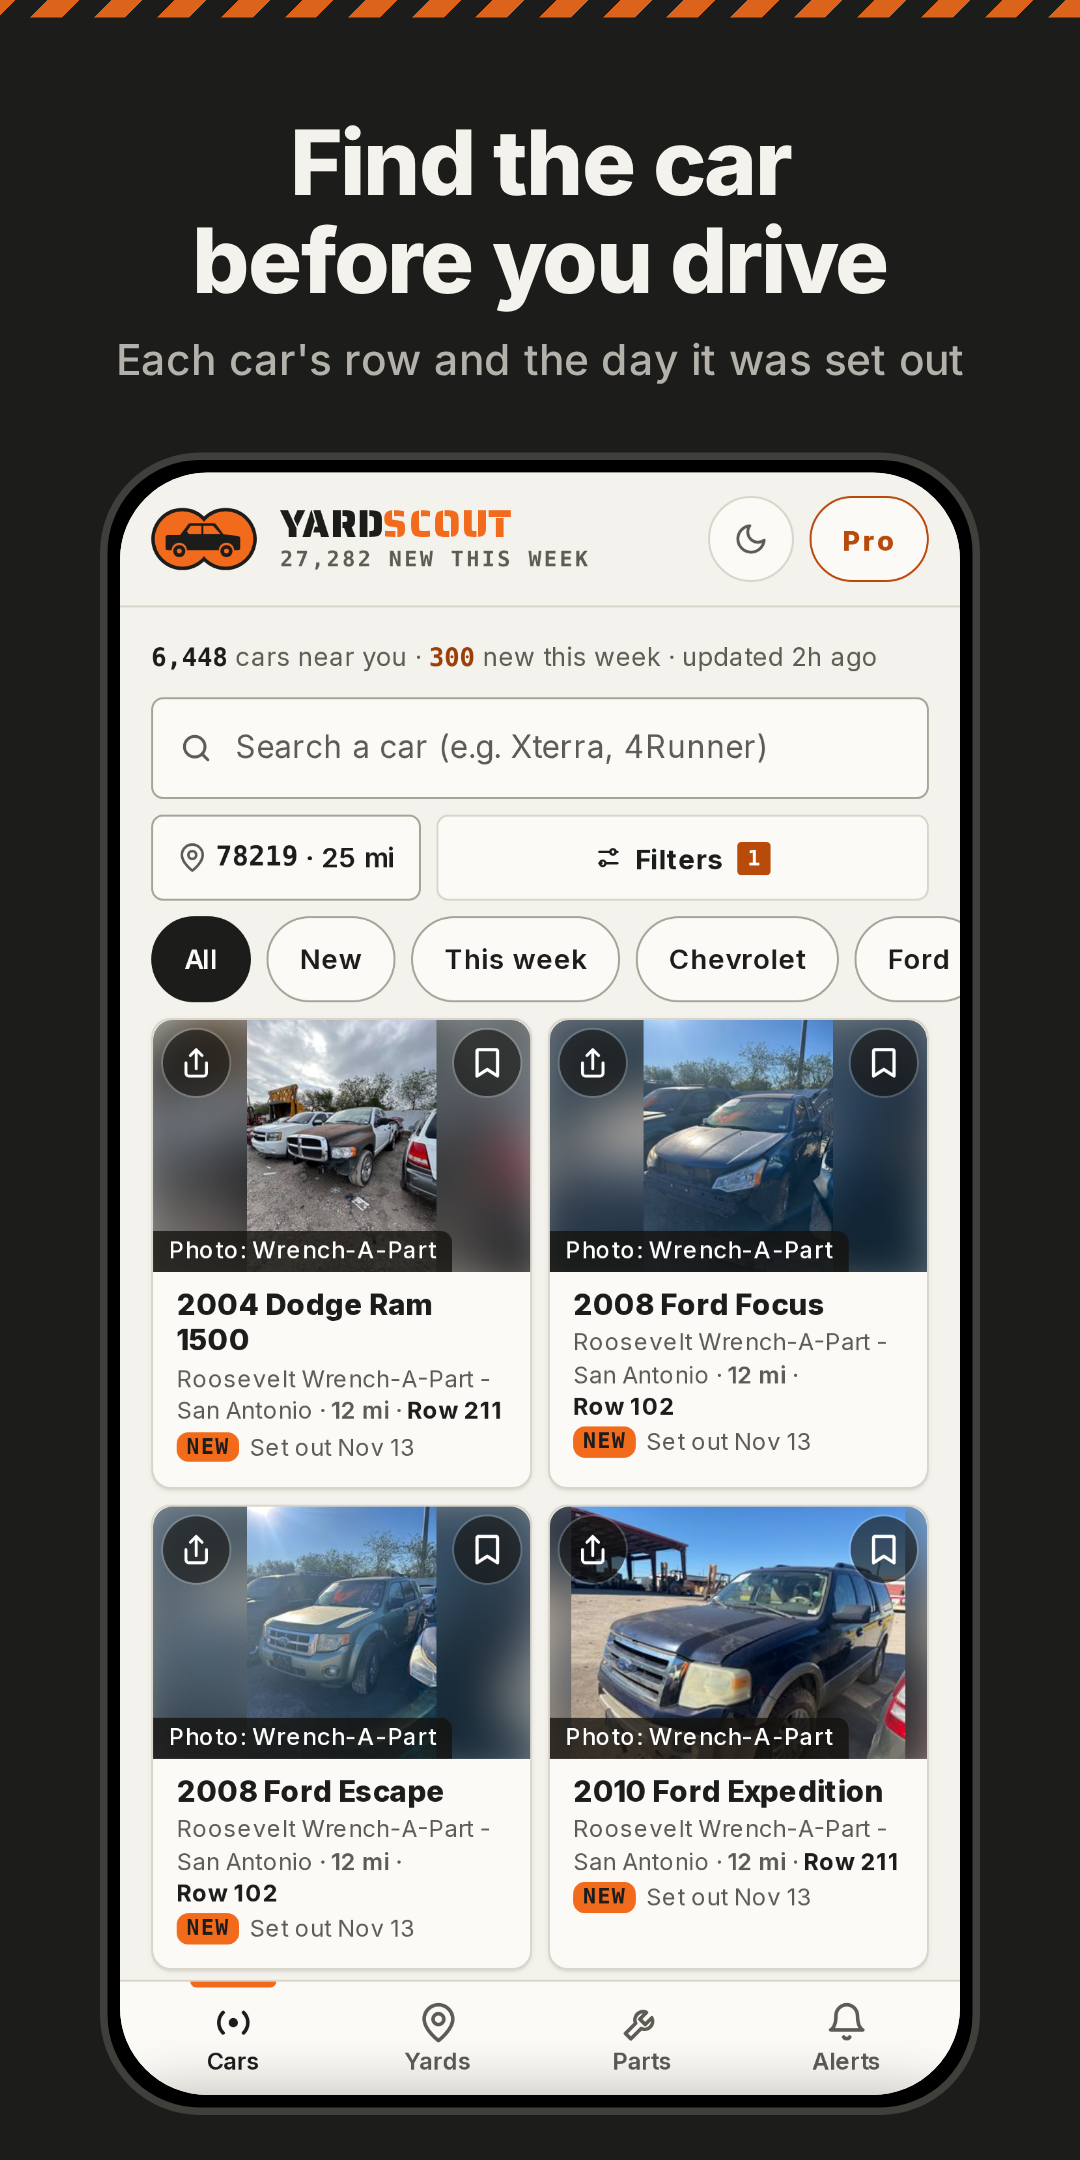 Find the car
before you drive
Each car's row and the day it was set out
YARDSCOUT
27,282 NEW THIS WEEK
Pro
6,448 cars near you · 300 new this week · updated 2h ago
Search a car (e.g. Xterra, 4Runner)
78219 · 25 mi
Filters 1
All
New
This week
Chevrolet
Ford
Photo: Wrench-A-Part
2004 Dodge Ram
1500
Roosevelt Wrench-A-Part -
San Antonio · 12 mi · Row 211
NEW Set out Nov 13
Photo: Wrench-A-Part
2008 Ford Focus
Roosevelt Wrench-A-Part -
San Antonio · 12 mi ·
Row 102
NEW Set out Nov 13
Photo: Wrench-A-Part
2008 Ford Escape
Roosevelt Wrench-A-Part -
San Antonio · 12 mi ·
Row 102
NEW Set out Nov 13
Photo: Wrench-A-Part
2010 Ford Expedition
Roosevelt Wrench-A-Part -
San Antonio · 12 mi · Row 211
NEW Set out Nov 13
Cars
Yards
Parts
Alerts